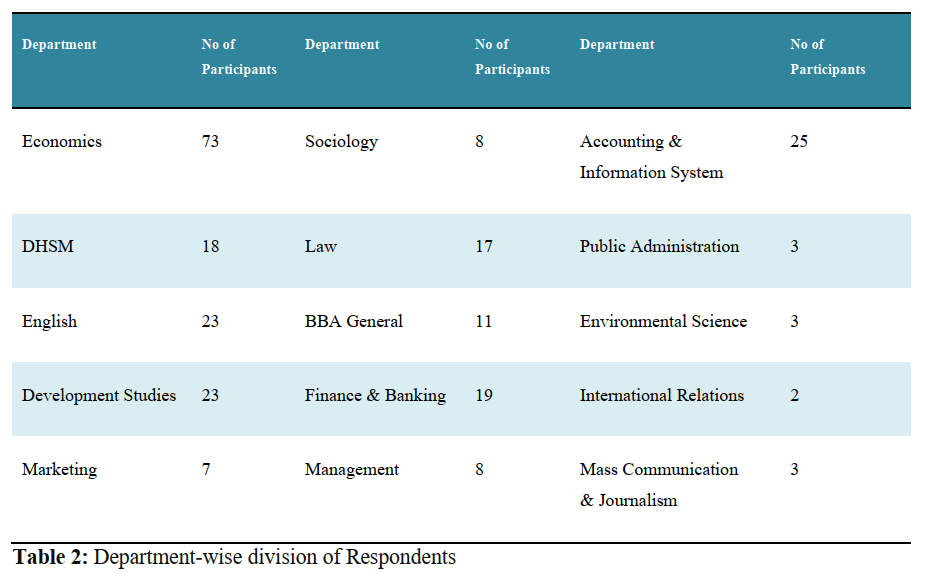 Department No of Participants Department No of Participants Department No of Participants
Economics 73 Sociology 8 Accounting & Information System 25
DHSM 18 Law 17 Public Administration 3
English 23 BBA General 11 Environmental Science 3
Development Studies 23 Finance & Banking 19 International Relations 2
Marketing 7 Management 8 Mass Communication & Journalism 3
Table 2: Department-wise division of Respondents